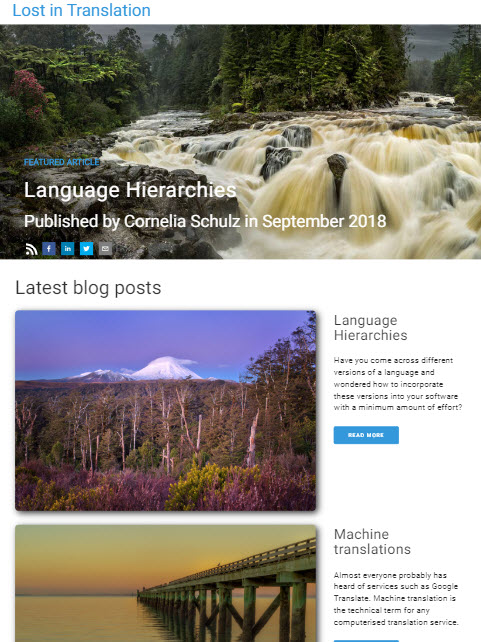 Lost in Translation
FEATURED ARTICLE
Language Hierarchies
Published by Cornelia Schulz in September 2018
Latest blog posts
Language
Hierarchies
Have you come across different
versions of a language and
wondered how to incorporate
these versions into your software
with a minimum amount of effort?
READ MORE
Machine
translations
Almost everyone probably has
heard of services such as Google
Translate. Machine translation is
the technical term for any
computerised translation service.